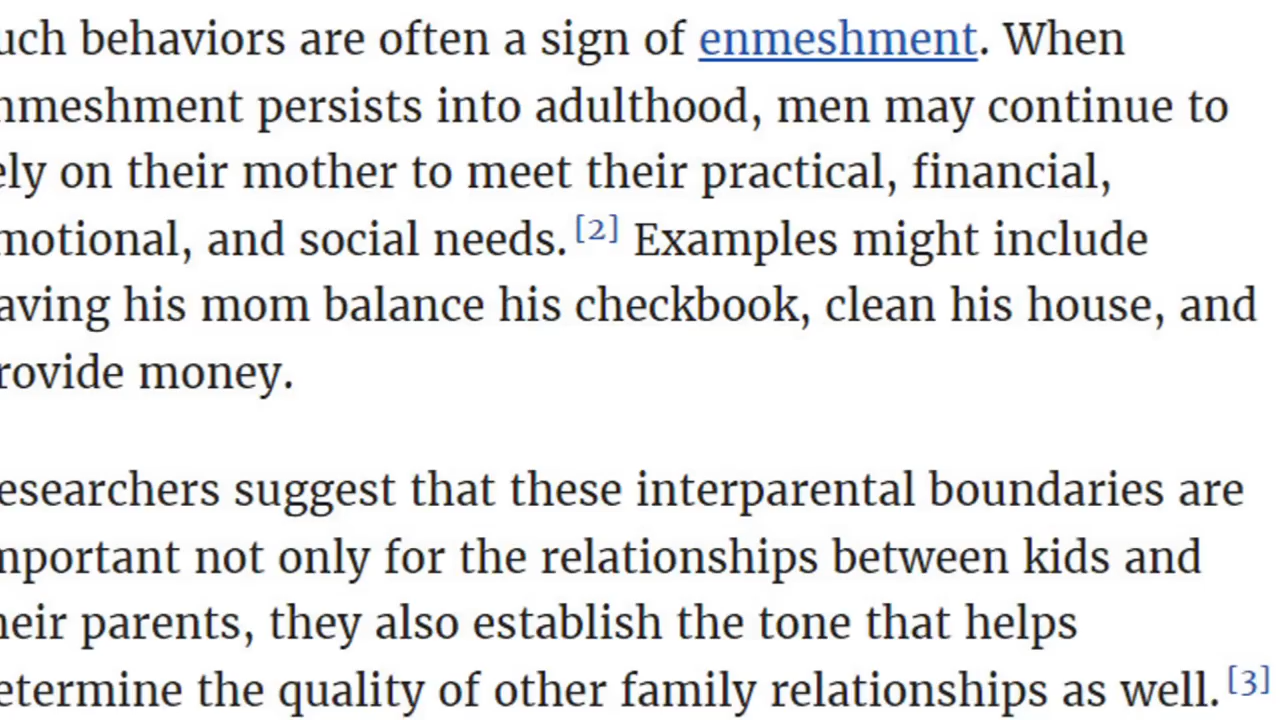 uch behaviors are often a sign of enmeshment. When
nmeshment persists into adulthood, men may continue to
ely on their mother to meet their practical, financial,
motional, and social needs. [2] Examples might include
aving his mom balance his checkbook, clean his house, and
rovide money.
esearchers suggest that these interparental boundaries are
mportant not only for the relationships between kids and
heir parents, they also establish the tone that helps
etermine the quality of other family relationships as well. [3]